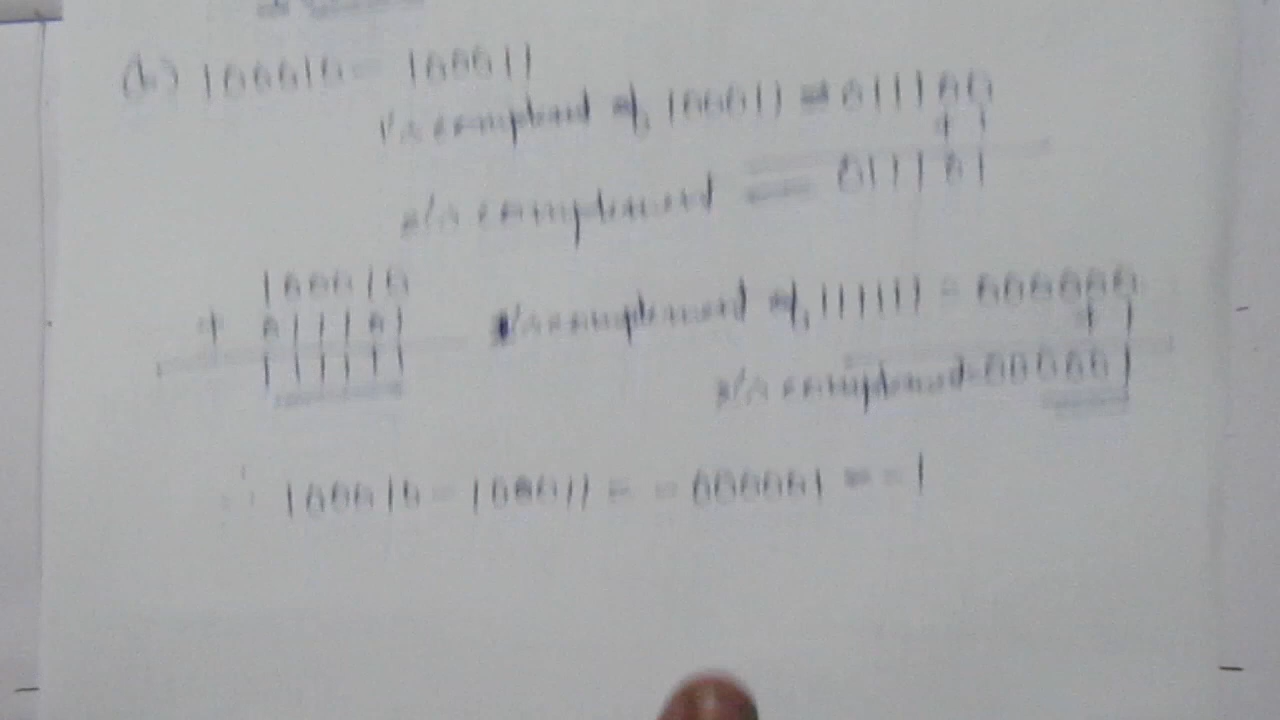 (b) 100010 - 100011
1's complement of 100011 = 011100
+ 1
2's complement = 011101
100010
+ 011101
111111
1's complement of 111111 = 000000
+ 1
2's complement = 000001
∴ 100010 - 100011 = - 000001 = -1